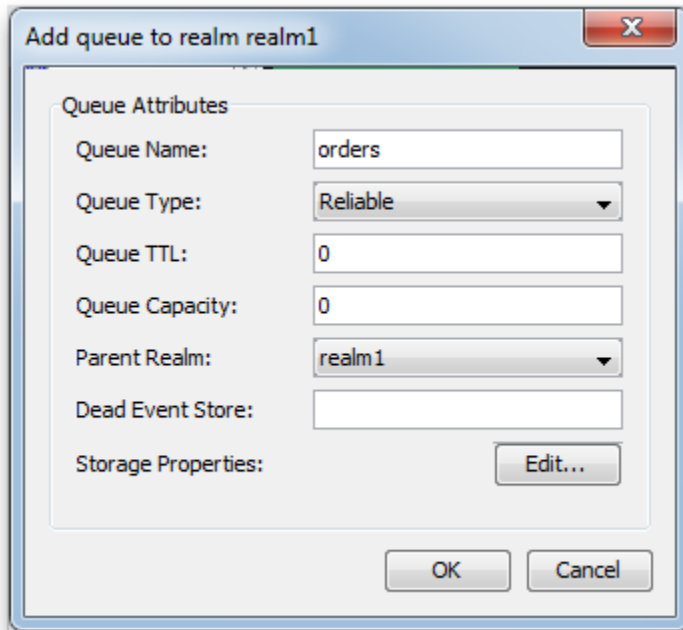 Add queue to realm realm1
Queue Attributes
Queue Name: orders
Queue Type: Reliable
Queue TTL: 0
Queue Capacity: 0
Parent Realm: realm1
Dead Event Store:
Storage Properties: Edit...
OK Cancel